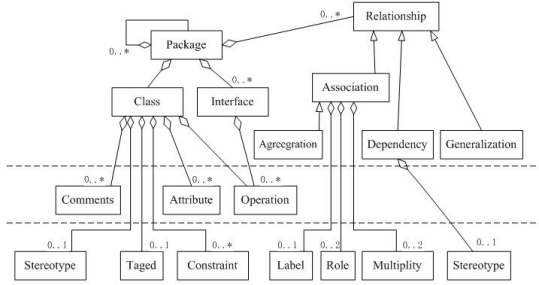 0..*
Relationship
Package
0..*
0..*
Class
Interface
Association
Agrecgration
Dependency
Generalization
0..*
0..*
0..*
Comments
Attribute
Operation
0..1
0..1
0..*
0..1
0..2
0..2
0..1
Stereotype
Taged
Constraint
Label
Role
Multiplity
Stereotype